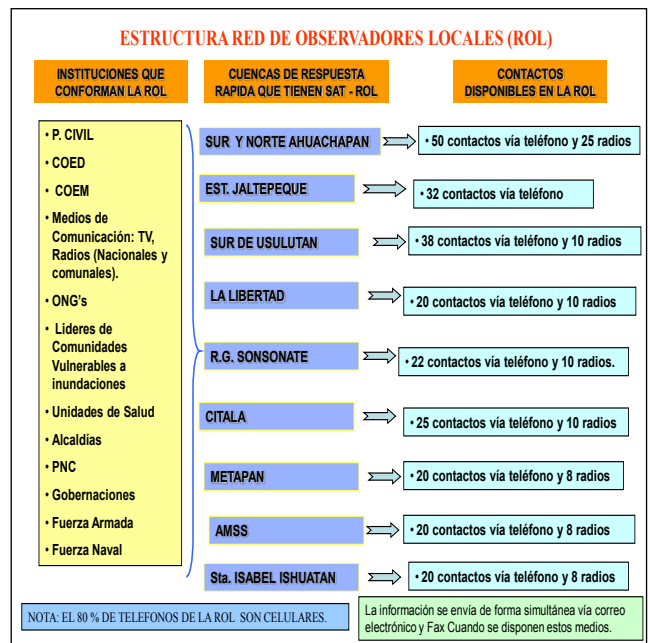 ESTRUCTURA RED DE OBSERVADORES LOCALES (ROL)
INSTITUCIONES QUE
CONFORMAN LA ROL
CUENCAS DE RESPUESTA
RAPIDA QUE TIENEN SAT - ROL
CONTACTOS
DISPONIBLES EN LA ROL
• P. CIVIL
• COED
• COEM
• Medios de
Comunicación: TV,
Radios (Nacionales y
comunales).
• ONG's
• Lideres de
Comunidades
Vulnerables a
inundaciones
• Unidades de Salud
• Alcaldías
• PNC
• Gobernaciones
• Fuerza Armada
• Fuerza Naval
SUR Y NORTE AHUACHAPAN
• 50 contactos vía teléfono y 25 radios
EST. JALTEPEQUE
• 32 contactos vía teléfono
SUR DE USULUTAN
• 38 contactos vía teléfono y 10 radios
LA LIBERTAD
• 20 contactos vía teléfono y 10 radios
R.G. SONSONATE
• 22 contactos vía teléfono y 10 radios.
CITALA
• 25 contactos vía teléfono y 10 radios
METAPAN
• 20 contactos vía teléfono y 8 radios
AMSS
• 20 contactos vía teléfono y 8 radios
Sta. ISABEL ISHUATAN
• 20 contactos vía teléfono y 8 radios
NOTA: EL 80 % DE TELEFONOS DE LA ROL SON CELULARES.
La información se envía de forma simultánea vía correo
electrónico y Fax Cuando se disponen estos medios.